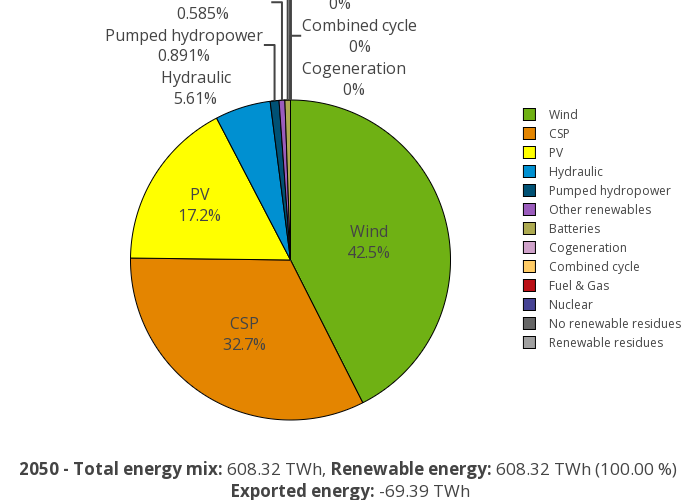 0%
0.585%
Combined cycle
0%
Pumped hydropower
0.891%
Cogeneration
0%
Hydraulic
5.61%
PV
17.2%
Wind
42.5%
CSP
32.7%
Wind
CSP
PV
Hydraulic
Pumped hydropower
Other renewables
Batteries
Cogeneration
Combined cycle
Fuel & Gas
Nuclear
No renewable residues
Renewable residues
2050 - Total energy mix: 608.32 TWh, Renewable energy: 608.32 TWh (100.00 %)
Exported energy: -69.39 TWh